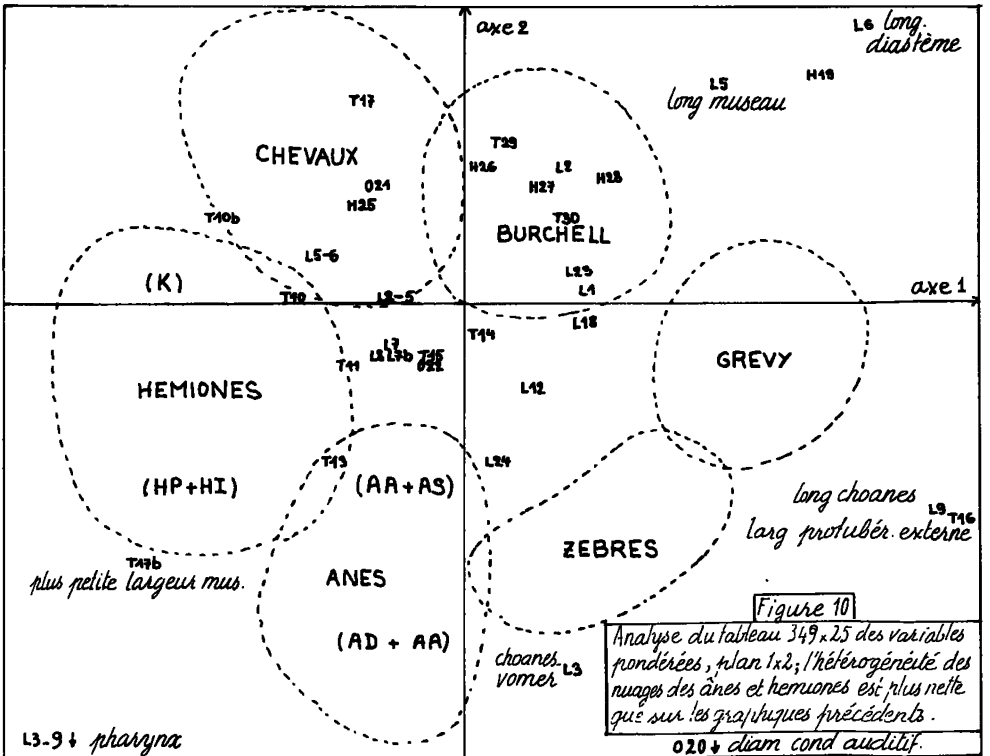 axe 2
L6 long.
diastème
H19
L5
long museau
T17
CHEVAUX
T29
H26
L2
H27
H28
O21
H25
T10b
T30
BURCHELL
L5-6
(K)
L23
L1
axe 1
T10
L2-5
L18
T14
L7
L8 L7b T15
T11
O22
GREVY
HEMIONES
L12
T13
L24
(HP+HI)
(AA+AS)
long choanes
L9 T16
larg protubér. externe
ZEBRES
T17b
plus petite largeur mus.
ANES
(AD + AA)
choanes
vomer L3
Figure 10
Analyse du tableau 349x25 des variables
pondérées, plan 1x2; l'hétérogénéité des
nuages des ânes et hemiones est plus nette
que sur les graphiques précédents.
L3-9 ↓ pharynx
O20 ↓ diam cond auditif.